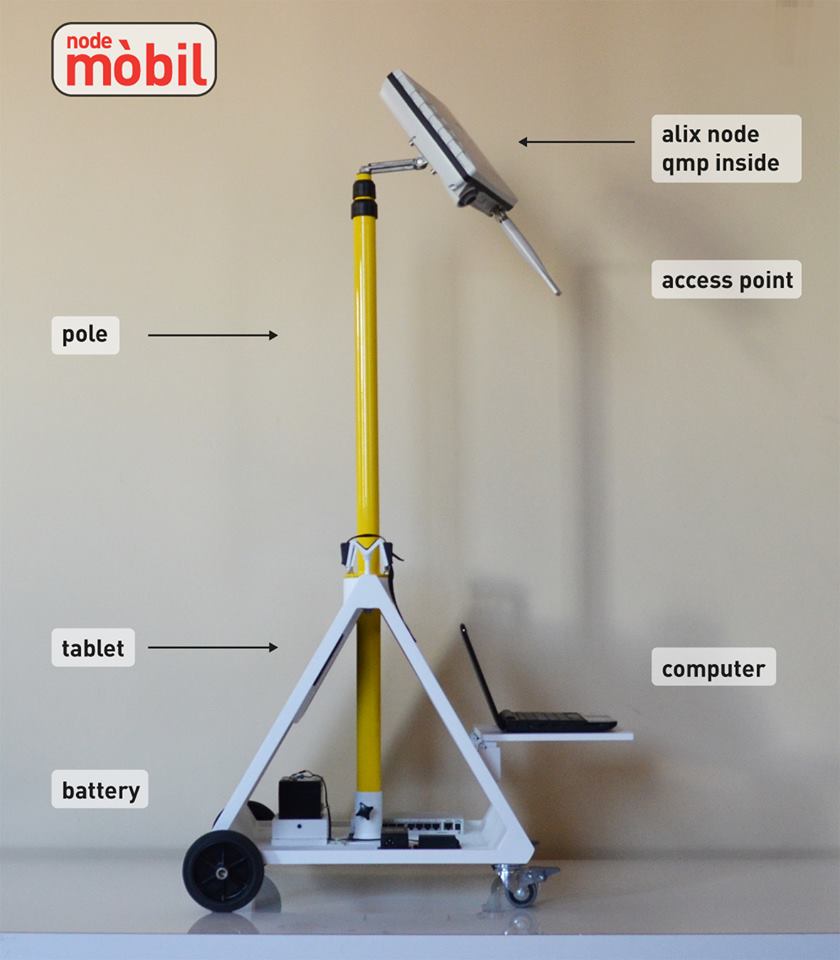 node
mòbil
alix node
qmp inside
access point
pole
tablet
computer
battery